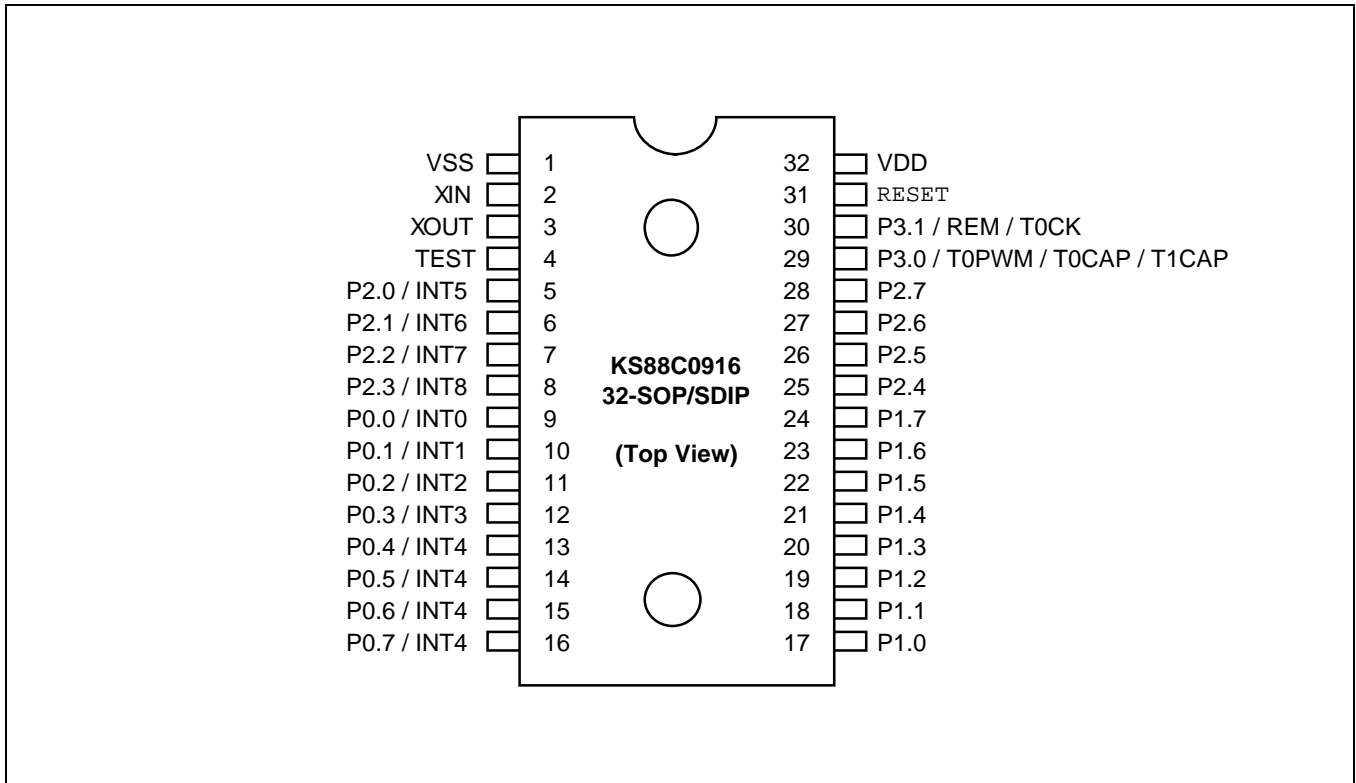 VSS 1 32 VDD
XIN 2 31 RESET
XOUT 3 30 P3.1 / REM / T0CK
TEST 4 29 P3.0 / T0PWM / T0CAP / T1CAP
P2.0 / INT5 5 28 P2.7
P2.1 / INT6 6 27 P2.6
P2.2 / INT7 7 26 P2.5
P2.3 / INT8 8 25 P2.4
P0.0 / INT0 9 24 P1.7
P0.1 / INT1 10 23 P1.6
P0.2 / INT2 11 22 P1.5
P0.3 / INT3 12 21 P1.4
P0.4 / INT4 13 20 P1.3
P0.5 / INT4 14 19 P1.2
P0.6 / INT4 15 18 P1.1
P0.7 / INT4 16 17 P1.0
KS88C0916
32-SOP/SDIP
(Top View)